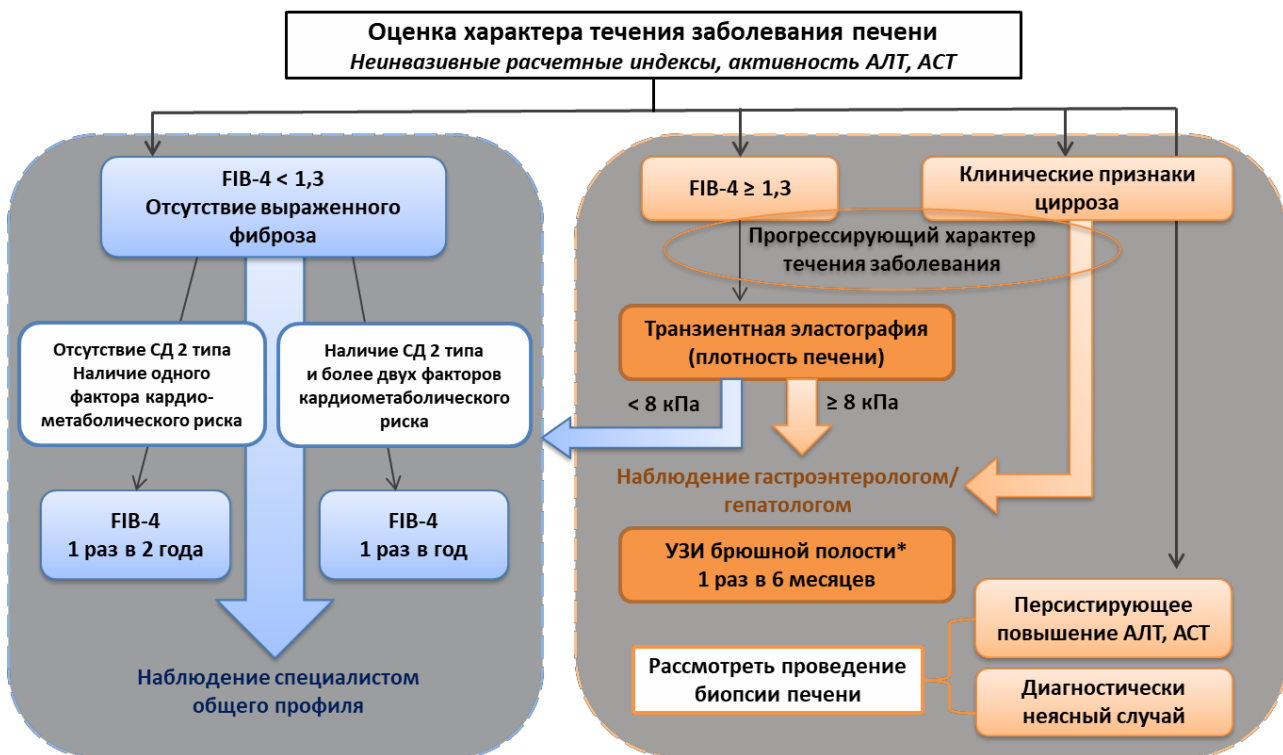 Оценка характера течения заболевания печени
Неинвазивные расчетные индексы, активность АЛТ, АСТ
FIB-4 < 1,3
Отсутствие выраженного
фиброза
Отсутствие СД 2 типа
Наличие одного
фактора кардио-
метаболического риска
Наличие СД 2 типа
и более двух факторов
кардиометаболического
риска
FIB-4
1 раз в 2 года
FIB-4
1 раз в год
Наблюдение специалистом
общего профиля
FIB-4 ≥ 1,3
Клинические признаки
цирроза
Прогрессирующий характер
течения заболевания
Транзиентная эластография
(плотность печени)
< 8 кПа
≥ 8 кПа
Наблюдение гастроэнтерологом/
гепатологом
УЗИ брюшной полости*
1 раз в 6 месяцев
Персистирующее
повышение АЛТ, АСТ
Рассмотреть проведение
биопсии печени
Диагностически
неясный случай